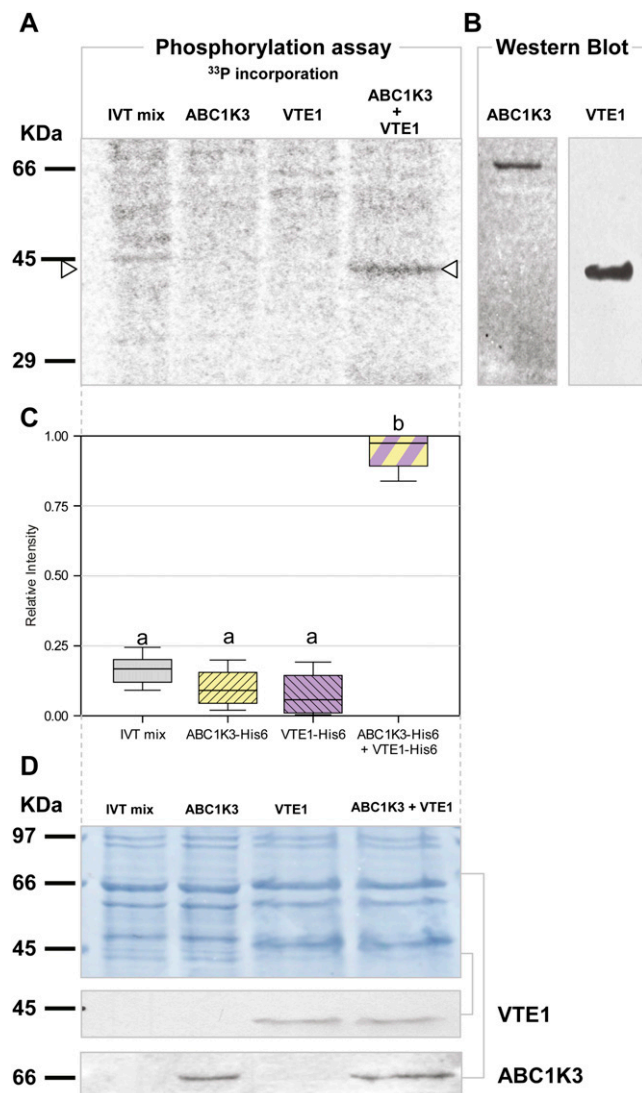 A
B
Phosphorylation assay
Western Blot
³³P incorporation
IVT mix
ABC1K3
VTE1
ABC1K3
+
VTE1
ABC1K3
VTE1
KDa
66
45
29
C
b
1.00
0.75
0.50
0.25
0.00
Relative Intensity
a
a
a
IVT mix
ABC1K3-His6
VTE1-His6
ABC1K3-His6
+ VTE1-His6
D
KDa
IVT mix
ABC1K3
VTE1
ABC1K3 + VTE1
97
66
45
45
VTE1
66
ABC1K3